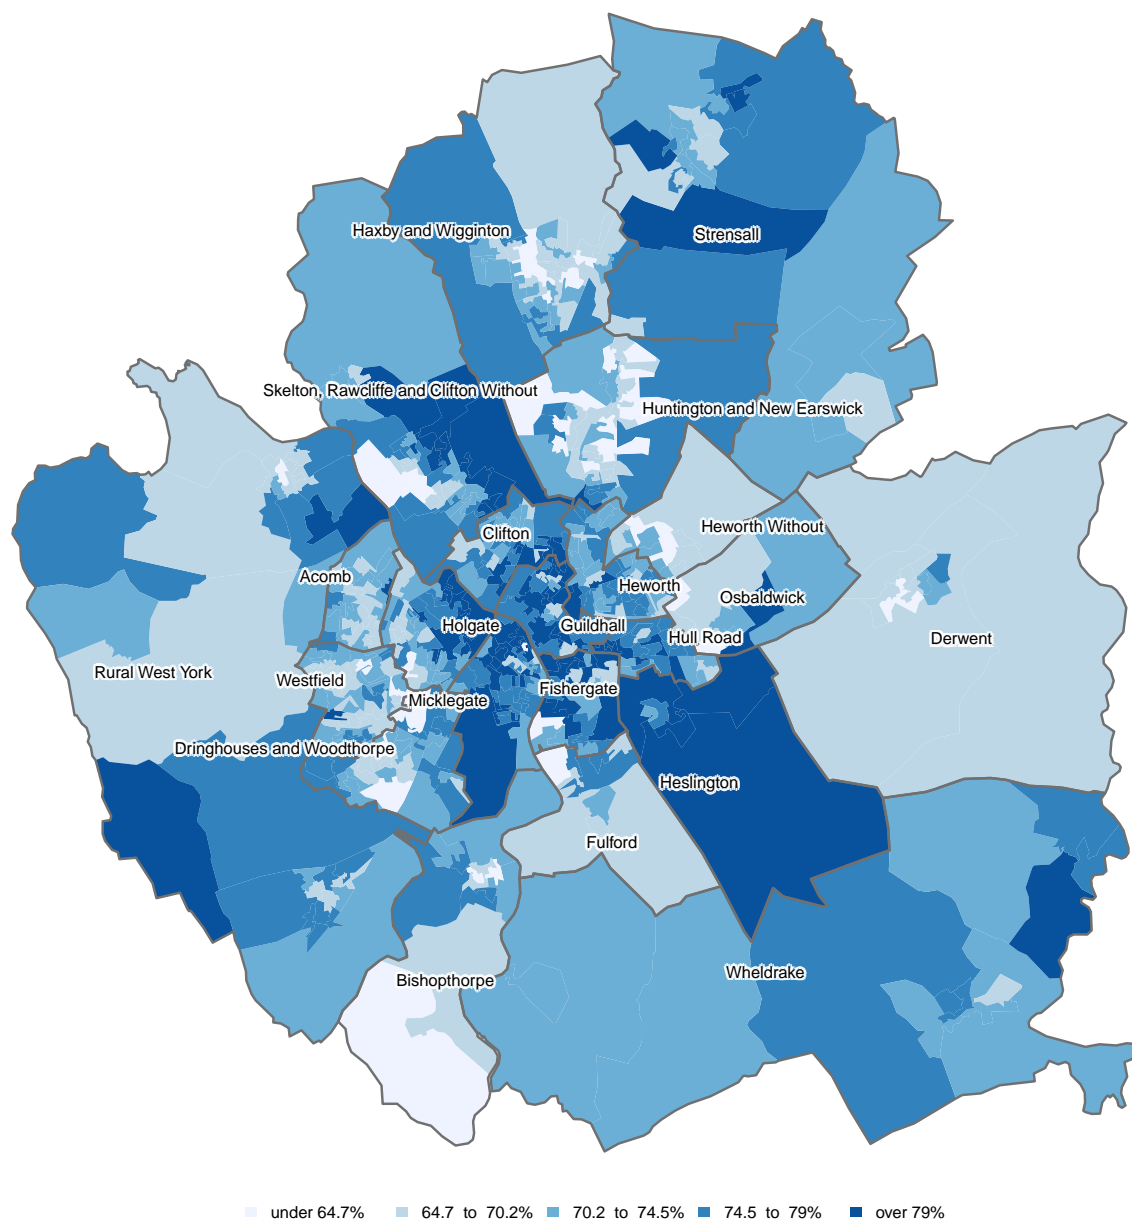 Haxby and Wigginton
Strensall
Skelton, Rawcliffe and Clifton Without
Huntington and New Earswick
Heworth Without
Clifton
Acomb
Heworth
Osbaldwick
Holgate
Guildhall
Hull Road
Derwent
Rural West York
Westfield
Fishergate
Micklegate
Dringhouses and Woodthorpe
Heslington
Fulford
Wheldrake
Bishopthorpe
under 64.7% 64.7 to 70.2% 70.2 to 74.5% 74.5 to 79% over 79%